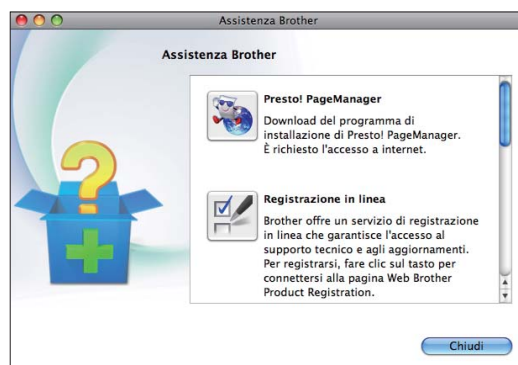 Assistenza Brother
Assistenza Brother
Presto! PageManager
Download del programma di
installazione di Presto! PageManager.
È richiesto l'accesso a internet.
Registrazione in linea
Brother offre un servizio di registrazione
in linea che garantisce l'accesso al
supporto tecnico e agli aggiornamenti.
Per registrarsi, fare clic sul tasto per
connettersi alla pagina Web Brother
Product Registration.
Chiudi